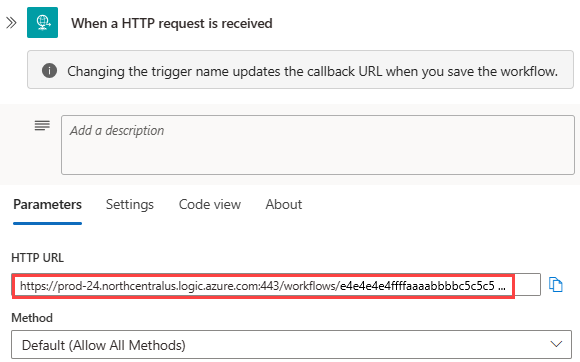 When a HTTP request is received
Changing the trigger name updates the callback URL when you save the workflow.
Add a description
Parameters Settings Code view About
HTTP URL
https://prod-24.northcentralus.logic.azure.com:443/workflows/e4e4e4e4ffffaaaabbbbc5c5c5 ...
Method
Default (Allow All Methods)